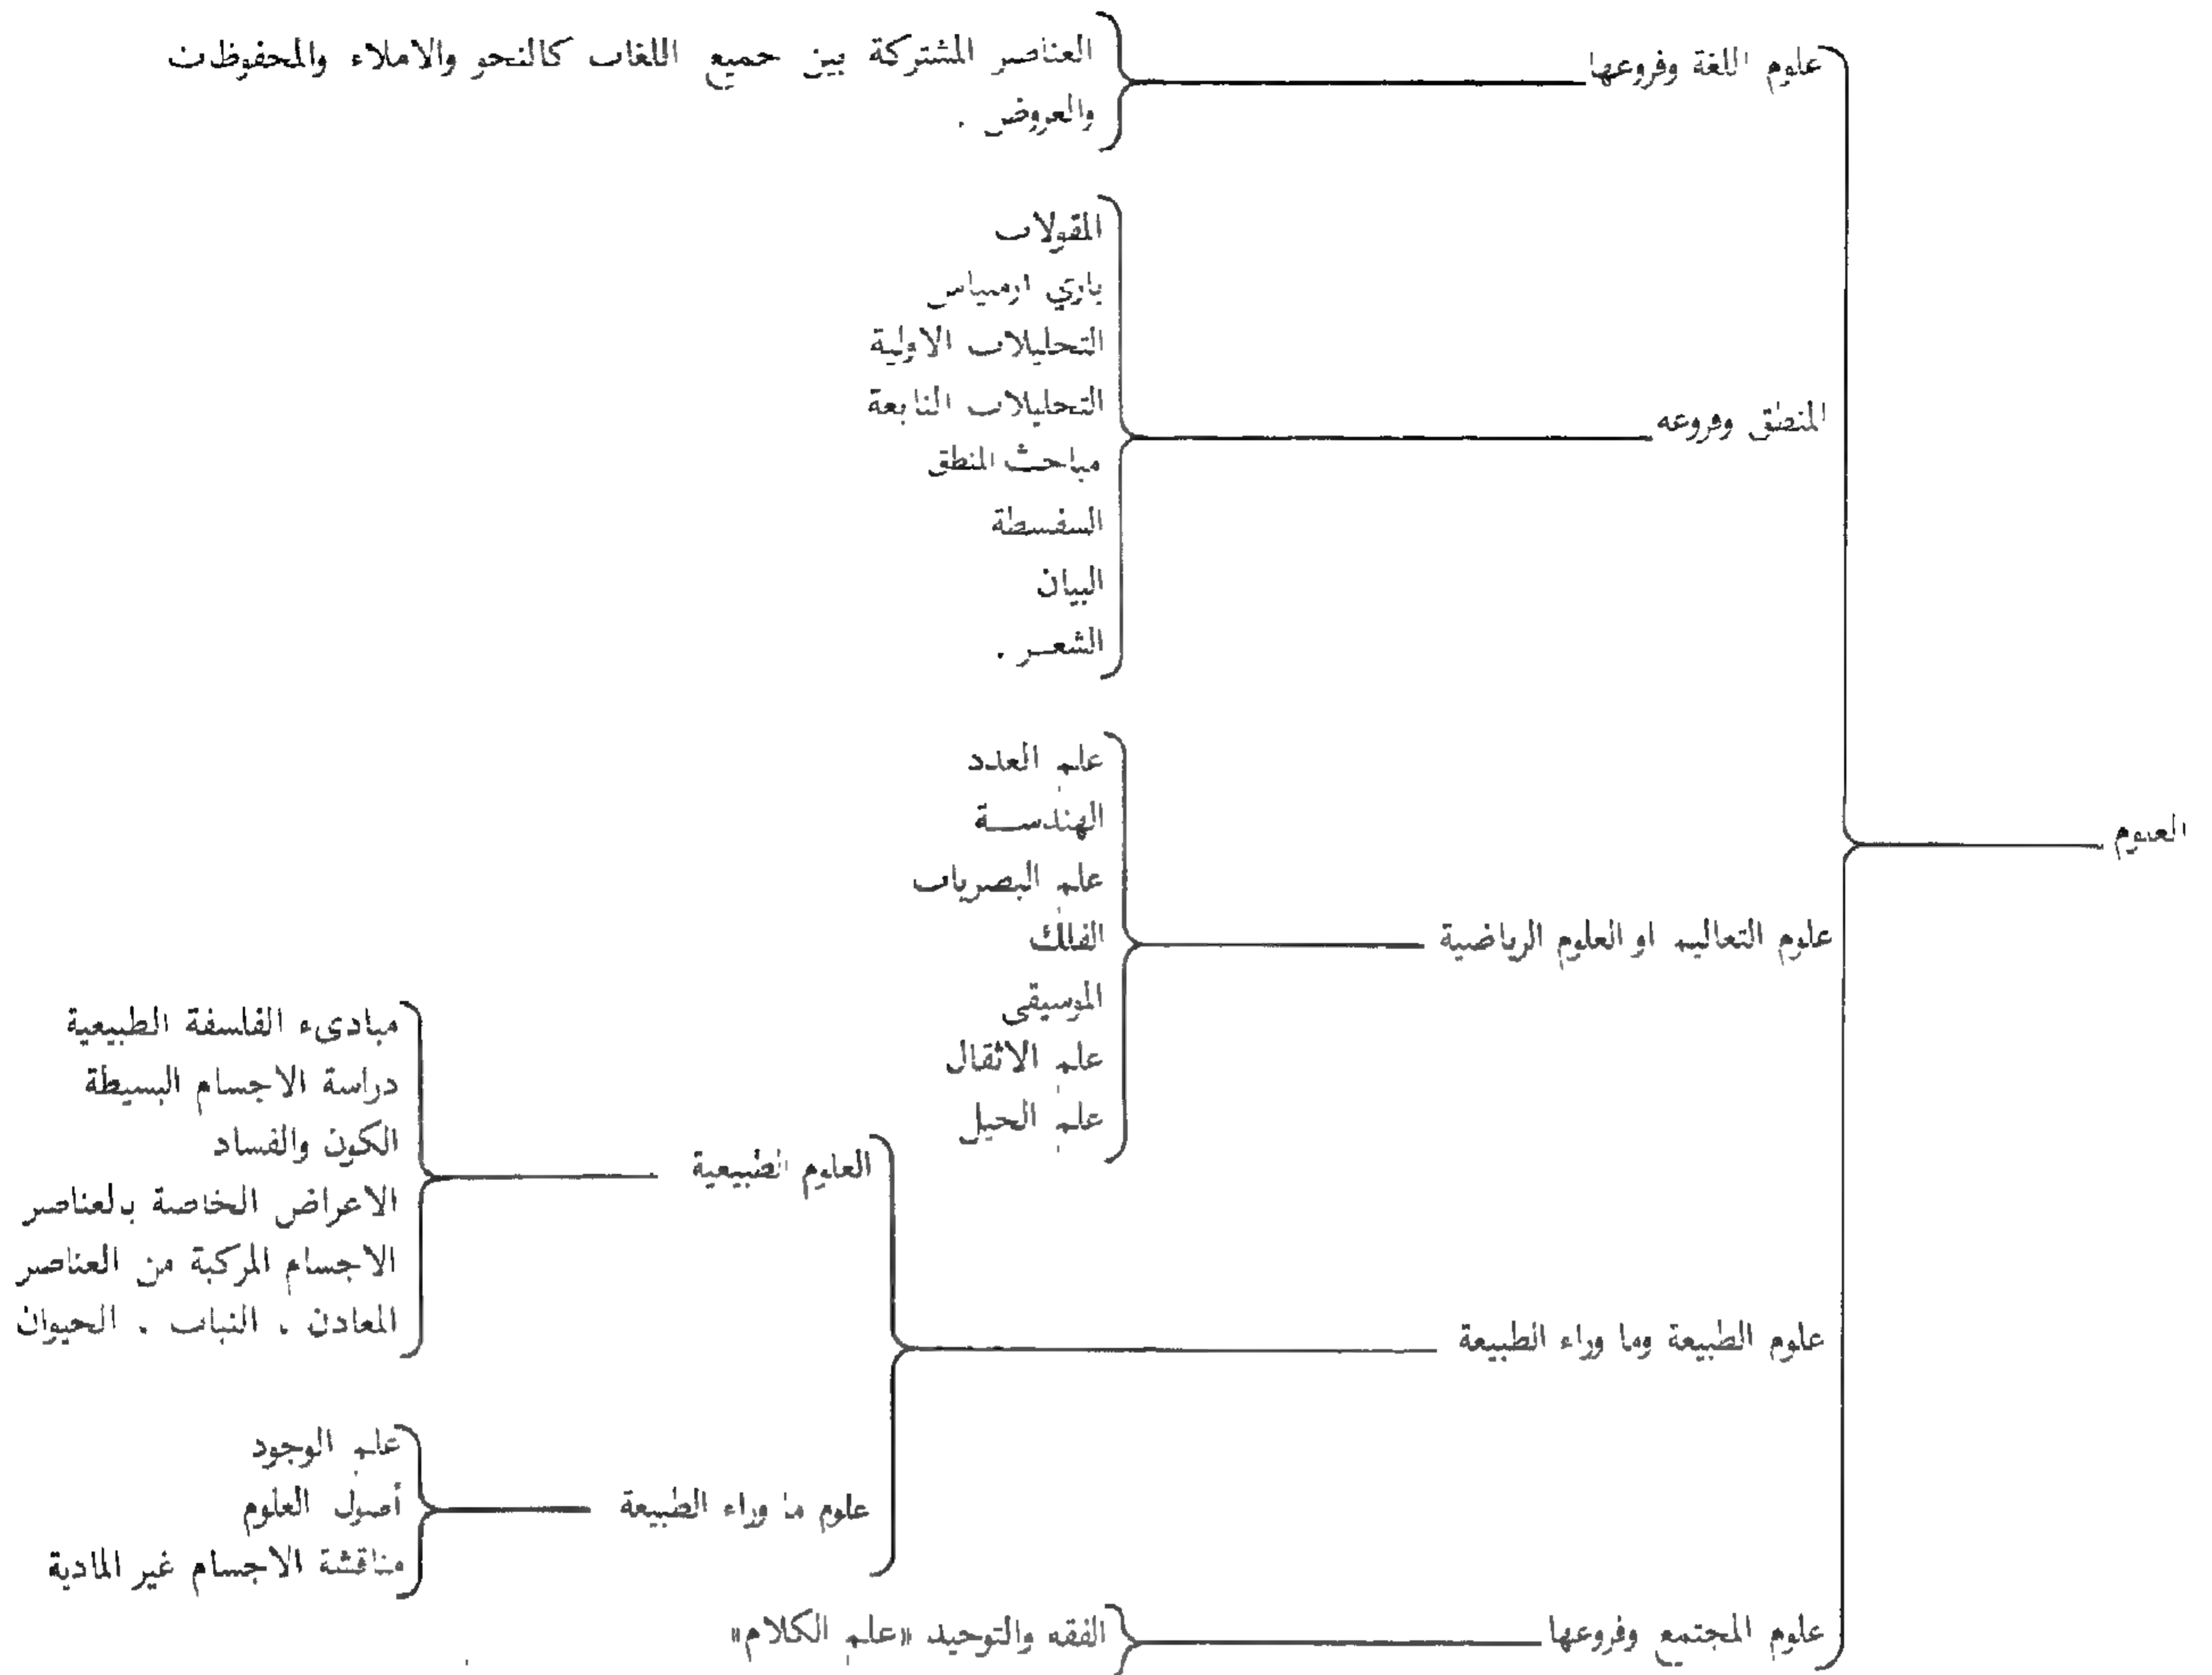 العلوم
علوم اللغة وفروعها
العناصر المشتركة بين جميع اللغات كالنحو والاملاء والمحفوظات
والعروض .
المنطق وفروعه
المقولات
باري ارمنياس
التحليلات الاولية
التحليلات التابعة
مباحث المنطق
السفسطة
البيان
الشعر .
علوم التعاليم او العلوم الرياضية
علم العدد
الهندسة
علم البصريات
الفلك
الموسيقى
علم الاثقال
علم الحيل
علوم الطبيعة وما وراء الطبيعة
العلوم الطبيعية
مبادىء الفلسفة الطبيعية
دراسة الاجسام البسيطة
الكون والفساد
الاعراض الخاصة بالعناصر
الاجسام المركبة من العناصر
المعادن ، النبات ، الحيوان
علوم ما وراء الطبيعة
علم الوجود
أصول العلوم
مناقشة الاجسام غير المادية
علوم المجتمع وفروعها
الفقه والتوحيد «علم الكلام»